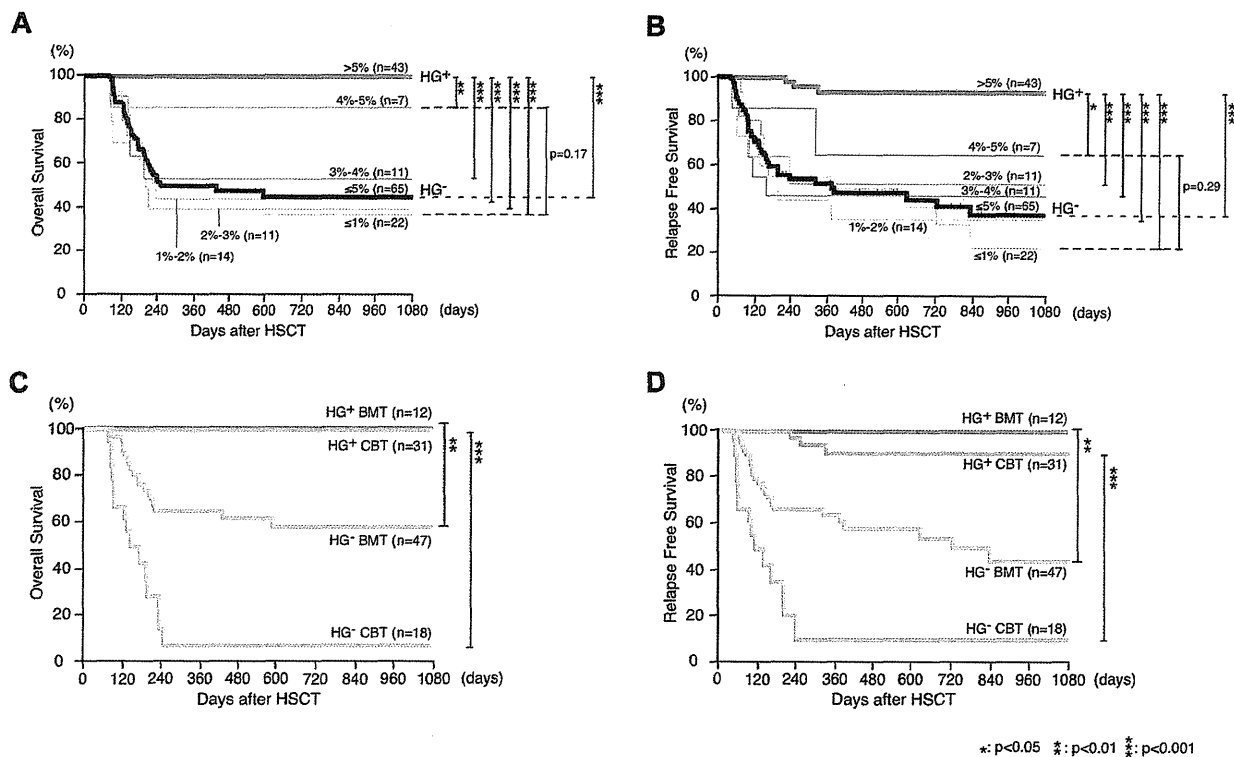 A
(%)
100
80
60
40
20
0
Overall Survival
>5% (n=43)
HG+
4%-5% (n=7)
3%-4% (n=11)
≤5% (n=65)
HG-
≤1% (n=22)
2%-3% (n=11)
1%-2% (n=14)
** *** *** *** *** ***
p=0.17
0 120 240 360 480 600 720 840 960 1080 (days)
Days after HSCT
B
(%)
100
80
60
40
20
0
Relapse Free Survival
>5% (n=43)
HG+
4%-5% (n=7)
2%-3% (n=11)
3%-4% (n=11)
≤5% (n=65)
HG-
1%-2% (n=14)
≤1% (n=22)
* *** *** *** *** ***
p=0.29
0 120 240 360 480 600 720 840 960 1080 (days)
Days after HSCT
C
(%)
100
80
60
40
20
0
Overall Survival
HG+ BMT (n=12)
HG+ CBT (n=31)
HG- BMT (n=47)
HG- CBT (n=18)
** ***
0 120 240 360 480 600 720 840 960 1080 (days)
Days after HSCT
D
(%)
100
80
60
40
20
0
Relapse Free Survival
HG+ BMT (n=12)
HG+ CBT (n=31)
HG- BMT (n=47)
HG- CBT (n=18)
** ***
0 120 240 360 480 600 720 840 960 1080 (days)
Days after HSCT
*: p<0.05 **: p<0.01 ***: p<0.001